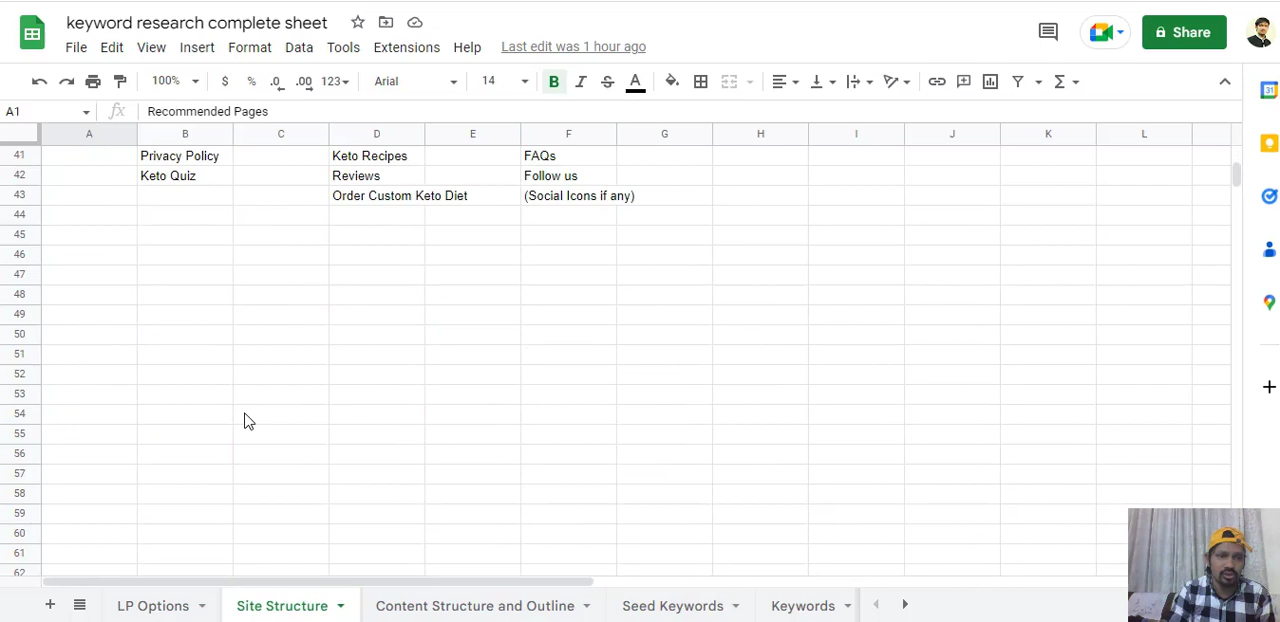 keyword research complete sheet
File Edit View Insert Format Data Tools Extensions Help Last edit was 1 hour ago
Share
100% $ % .0 .00 123 Arial 14 B I S A Σ
31
A1 fx Recommended Pages
A B C D E F G H I J K L
41 Privacy Policy Keto Recipes FAQs
42 Keto Quiz Reviews Follow us
43 Order Custom Keto Diet (Social Icons if any)
44
45
46
47
48
49
50
51
52
53
54
55
56
57
58
59
60
61
62
+ LP Options Site Structure Content Structure and Outline Seed Keywords Keywords